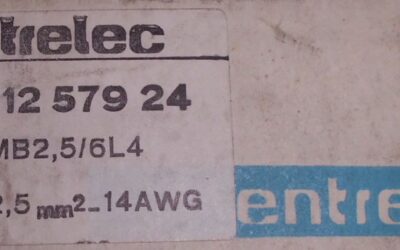 trelec
12 579 24
MB2,5/6L4
2,5 mm2-14AWG
entre